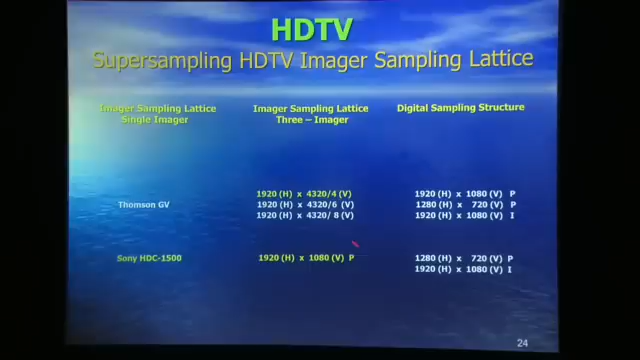 HDTV
Supersampling HDTV Imager Sampling Lattice
Imager Sampling Lattice
Single Imager
Imager Sampling Lattice
Three – Imager
Digital Sampling Structure
Thomson GV
1920 (H) x 4320/4 (V)
1920 (H) x 4320/6 (V)
1920 (H) x 4320/ 8 (V)
1920 (H) x 1080 (V) P
1280 (H) x 720 (V) P
1920 (H) x 1080 (V) I
Sony HDC-1500
1920 (H) x 1080 (V) P
1280 (H) x 720 (V) P
1920 (H) x 1080 (V) I
24